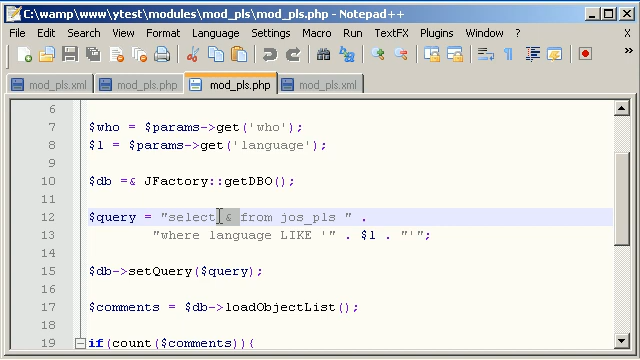 C:\wamp\www\ytest\modules\mod_pls\mod_pls.php - Notepad++
File Edit Search View Format Language Settings Macro Run TextFX Plugins Window ? X
mod_pls.xml mod_pls.php mod_pls.php mod_pls.xml
6
7 $who = $params->get('who');
8 $l = $params->get('language');
9
10 $db =& JFactory::getDBO();
11
12 $query = "select & from jos_pls " .
13 "where language LIKE '" . $l . "'";
14
15 $db->setQuery($query);
16
17 $comments = $db->loadObjectList();
18
19 if(count($comments)){